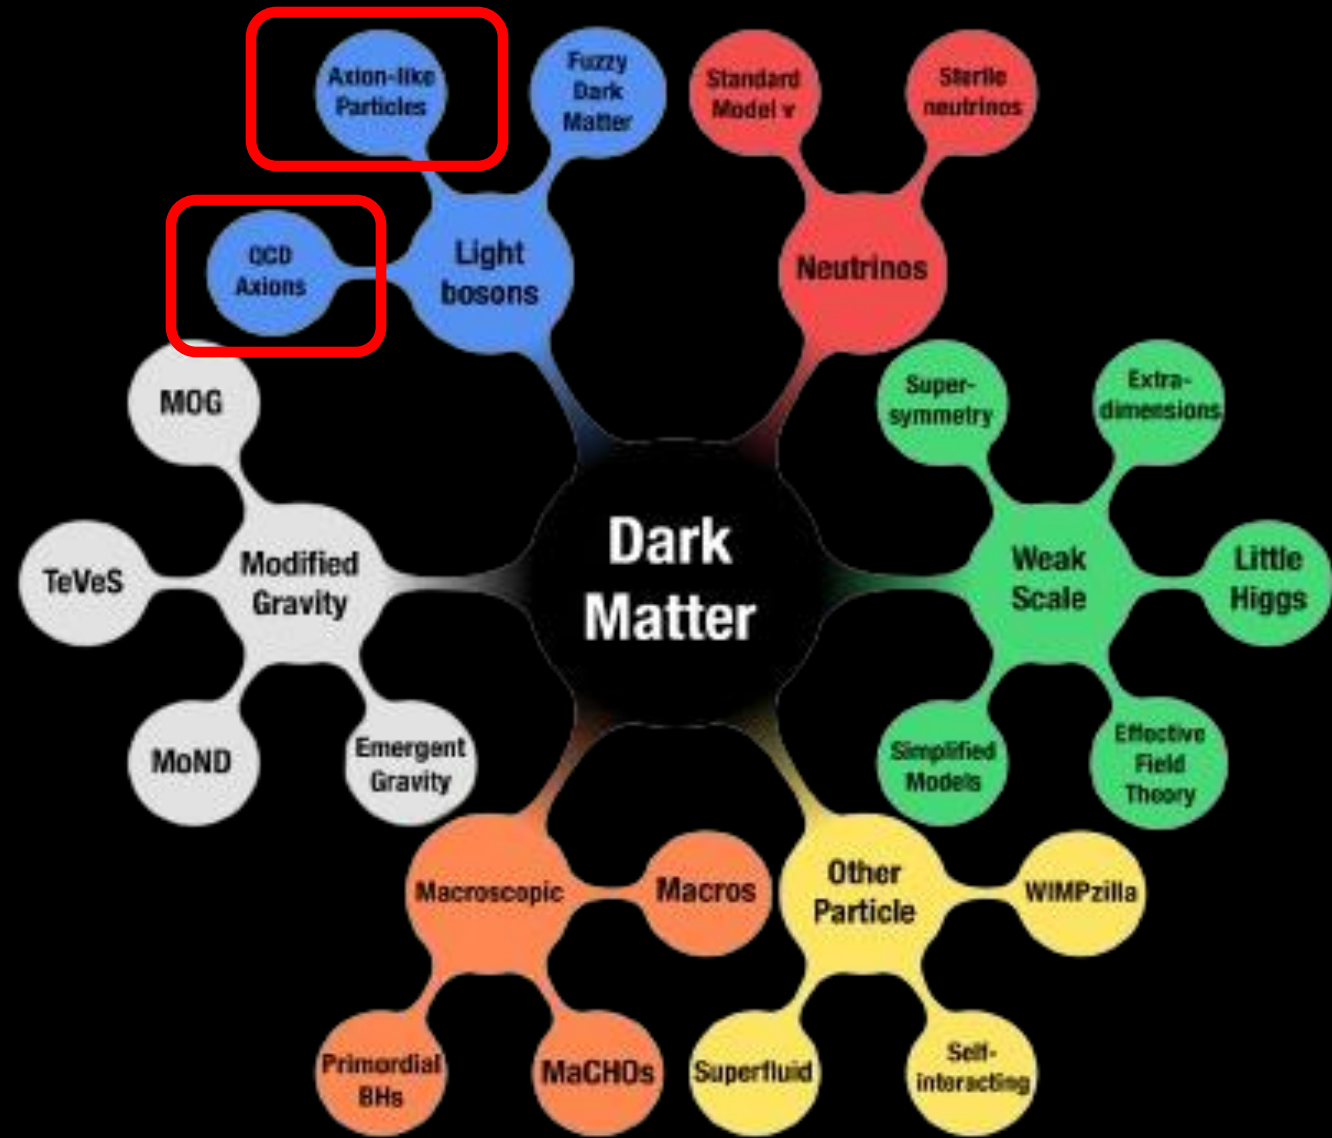 Axion-like
Particles
Fuzzy
Dark
Matter
Standard
Model ν
Sterile
neutrinos
QCD
Axions
Light
bosons
Neutrinos
MOG
Super-
symmetry
Extra-
dimensions
TeVeS
Modified
Gravity
Dark
Matter
Weak
Scale
Little
Higgs
MoND
Emergent
Gravity
Simplified
Models
Effective
Field
Theory
Macroscopic
Macros
Other
Particle
WIMPzilla
Primordial
BHs
MaCHOs
Superfluid
Self-
interacting